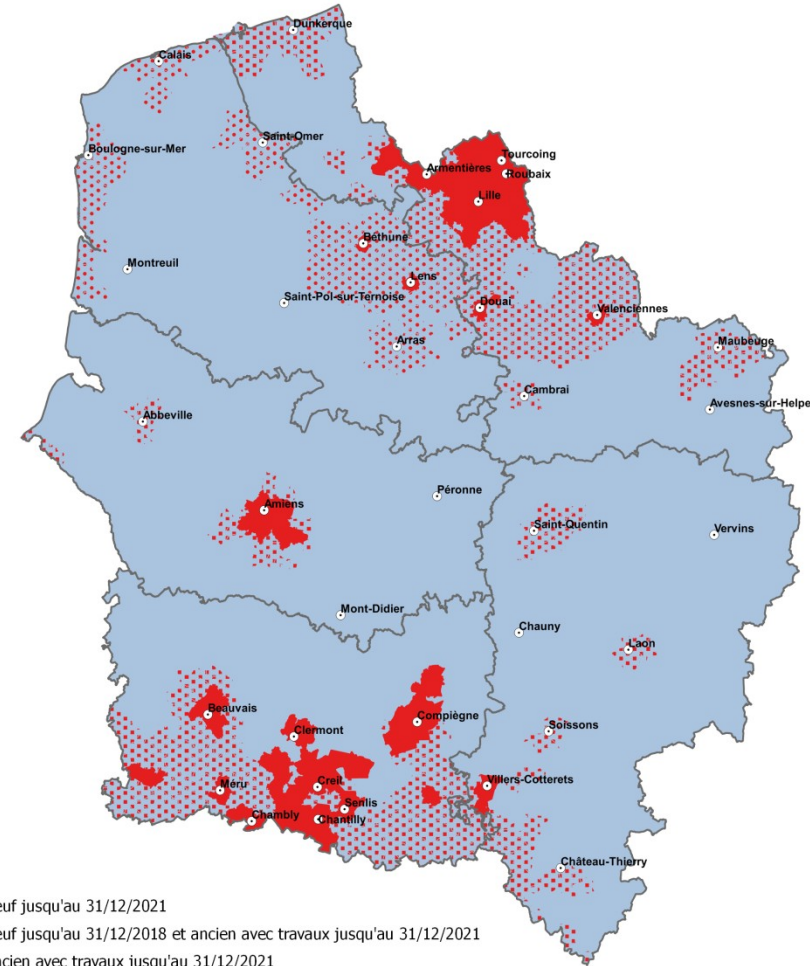 Dunkerque
Calais
Saint-Omer
Boulogne-sur-Mer
Tourcoing
Armentières
Roubaix
Lille
Béthune
Montreuil
Lens
Saint-Pol-sur-Ternoise
Douai
Valenciennes
Arras
Maubeuge
Cambrai
Avesnes-sur-Helpe
Abbeville
Péronne
Amiens
Saint-Quentin
Vervins
Mont-Didier
Chauny
Laon
Beauvais
Compiègne
Clermont
Soissons
Méru
Creil
Villers-Cotterets
Senlis
Chambly
Chantilly
Château-Thierry
euf jusqu'au 31/12/2021
euf jusqu'au 31/12/2018 et ancien avec travaux jusqu'au 31/12/2021
ncien avec travaux jusqu'au 31/12/2021